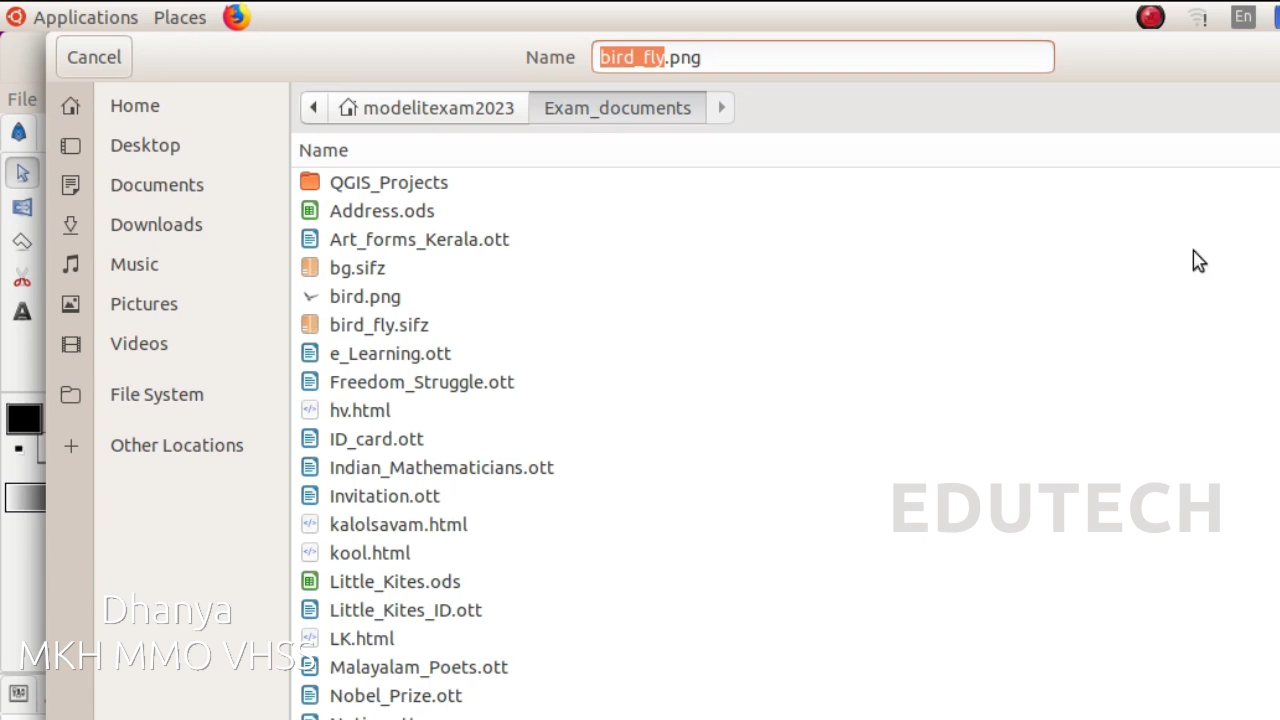 Applications Places
En
Cancel
Name bird_fly.png
File
modelitexam2023 Exam_documents
Home
Desktop
Documents
Downloads
Music
Pictures
Videos
File System
Other Locations
Name
QGIS_Projects
Address.ods
Art_forms_Kerala.ott
bg.sifz
bird.png
bird_fly.sifz
e_Learning.ott
Freedom_Struggle.ott
hv.html
ID_card.ott
Indian_Mathematicians.ott
Invitation.ott
kalolsavam.html
kool.html
Little_Kites.ods
Little_Kites_ID.ott
LK.html
Malayalam_Poets.ott
Nobel_Prize.ott
EDUTECH
Dhanya
MKH MMO VHSS